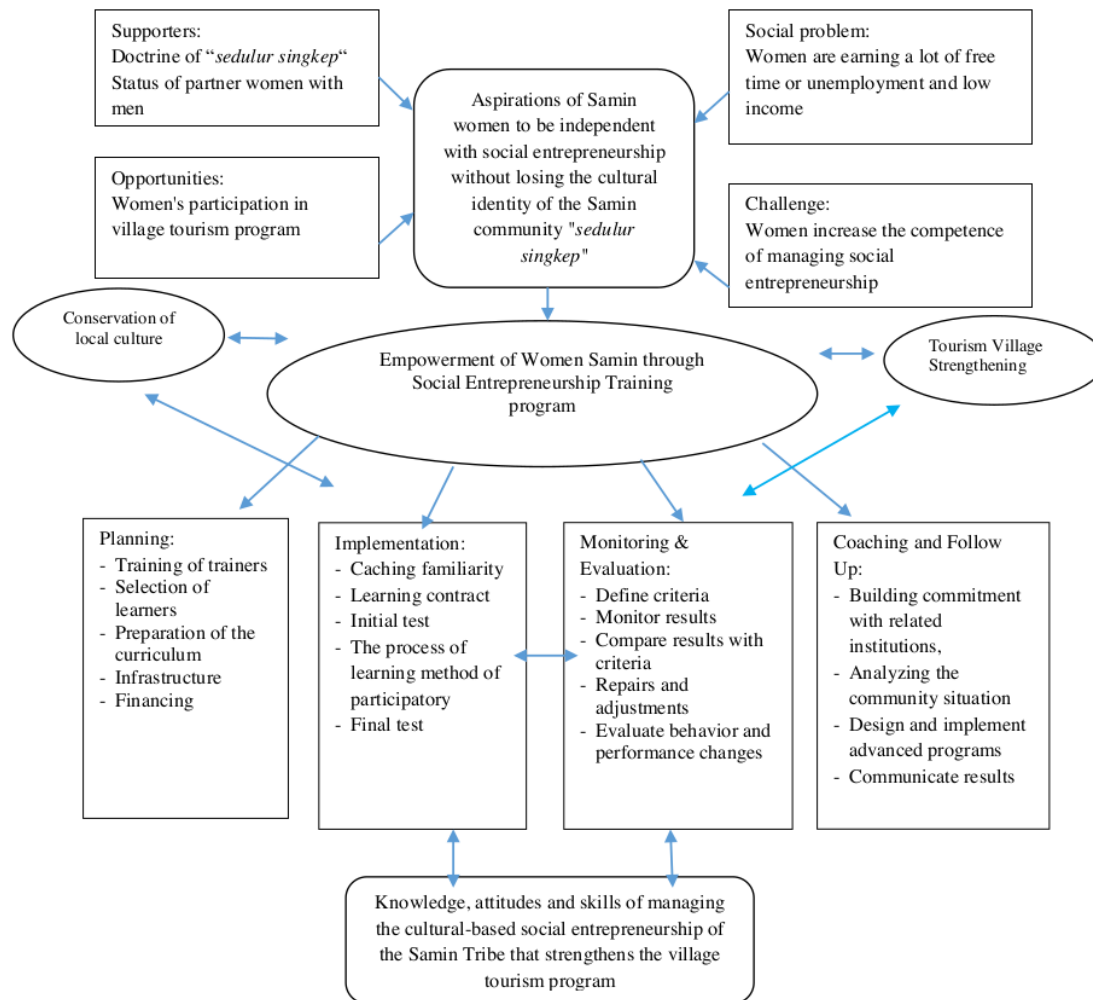 Supporters:
Doctrine of “sedulur singkep“
Status of partner women with
men
Opportunities:
Women's participation in
village tourism program
Aspirations of Samin
women to be independent
with social entrepreneurship
without losing the cultural
identity of the Samin
community "sedulur
singkep"
Social problem:
Women are earning a lot of free
time or unemployment and low
income
Challenge:
Women increase the competence
of managing social
entrepreneurship
Conservation of
local culture
Empowerment of Women Samin through
Social Entrepreneurship Training
program
Tourism Village
Strengthening
Planning:
- Training of trainers
- Selection of
learners
- Preparation of the
curriculum
- Infrastructure
- Financing
Implementation:
- Caching familiarity
- Learning contract
- Initial test
- The process of
learning method of
participatory
- Final test
Monitoring &
Evaluation:
- Define criteria
- Monitor results
- Compare results with
criteria
- Repairs and
adjustments
- Evaluate behavior and
performance changes
Coaching and Follow
Up:
- Building commitment
with related
institutions,
- Analyzing the
community situation
- Design and implement
advanced programs
- Communicate results
Knowledge, attitudes and skills of managing
the cultural-based social entrepreneurship of
the Samin Tribe that strengthens the village
tourism program